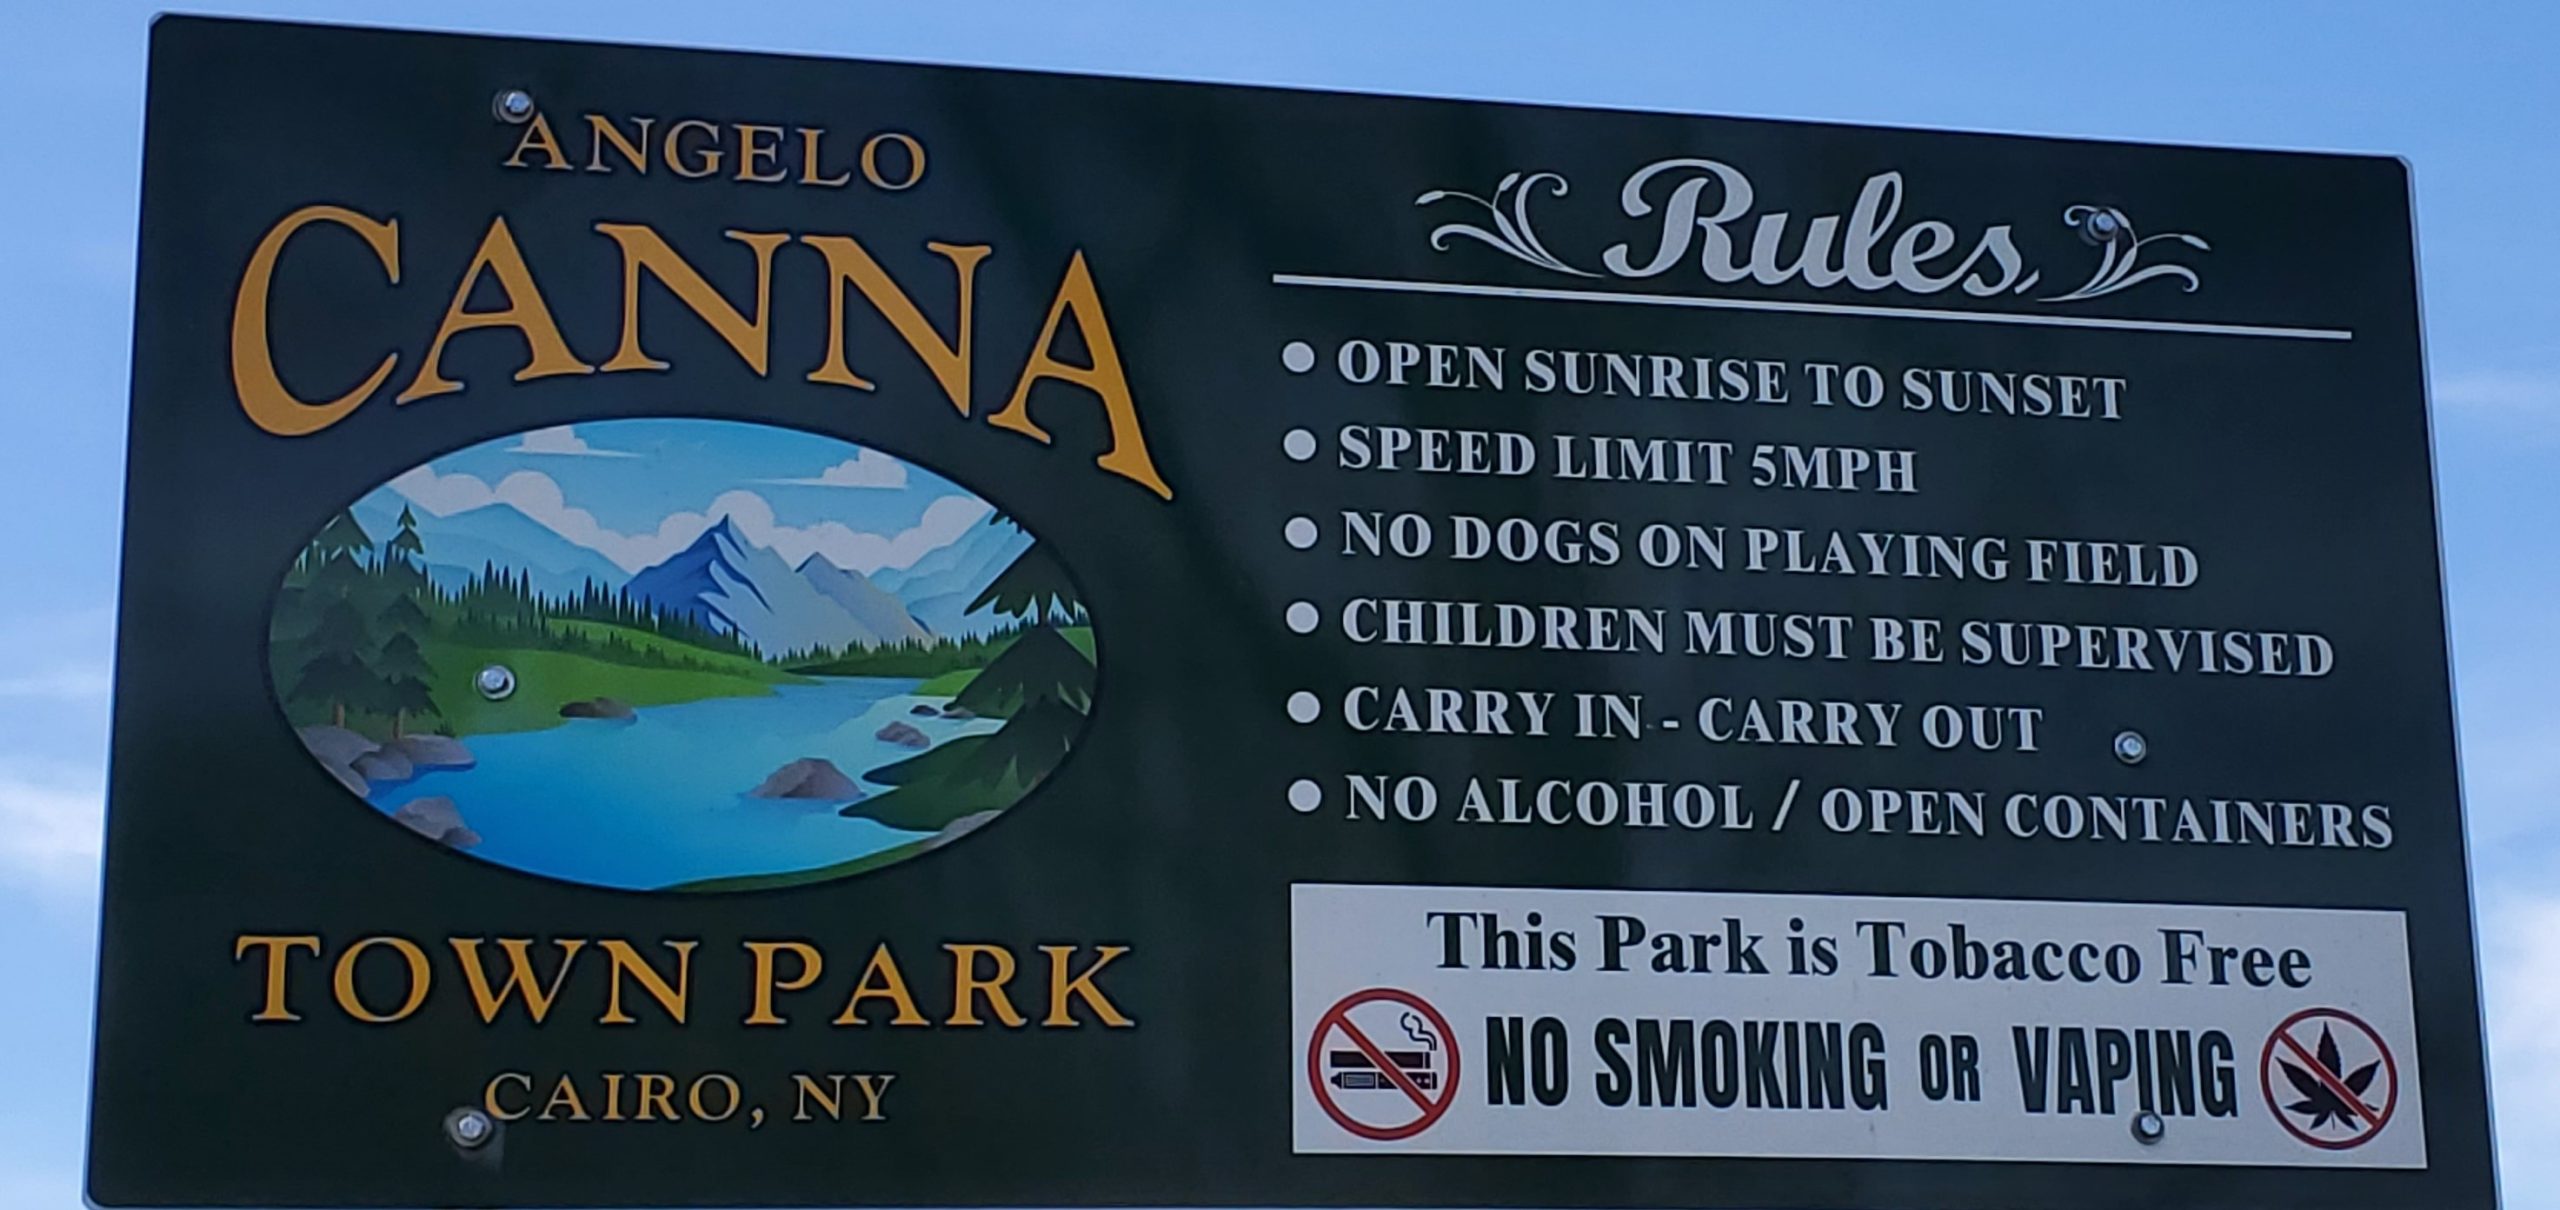 ANGELO
CANNA
TOWN PARK
CAIRO, NY
Rules
• OPEN SUNRISE TO SUNSET
• SPEED LIMIT 5MPH
• NO DOGS ON PLAYING FIELD
• CHILDREN MUST BE SUPERVISED
• CARRY IN - CARRY OUT
• NO ALCOHOL / OPEN CONTAINERS
This Park is Tobacco Free
NO SMOKING OR VAPING